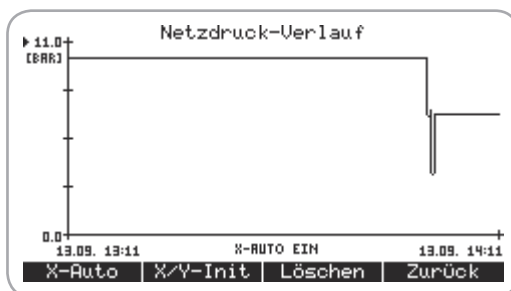 Netzdruck-Verlauf
11.0
[BAR]
0.0
13.09. 13:11 X-AUTO EIN 13.09. 14:11
X-Auto X/Y-Init Löschen Zurück